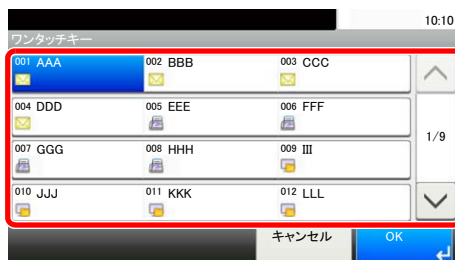 10:10
ワンタッチキー
001 AAA 002 BBB 003 CCC
004 DDD 005 EEE 006 FFF
1/9
007 GGG 008 HHH 009 III
010 JJJ 011 KKK 012 LLL
キャンセル OK